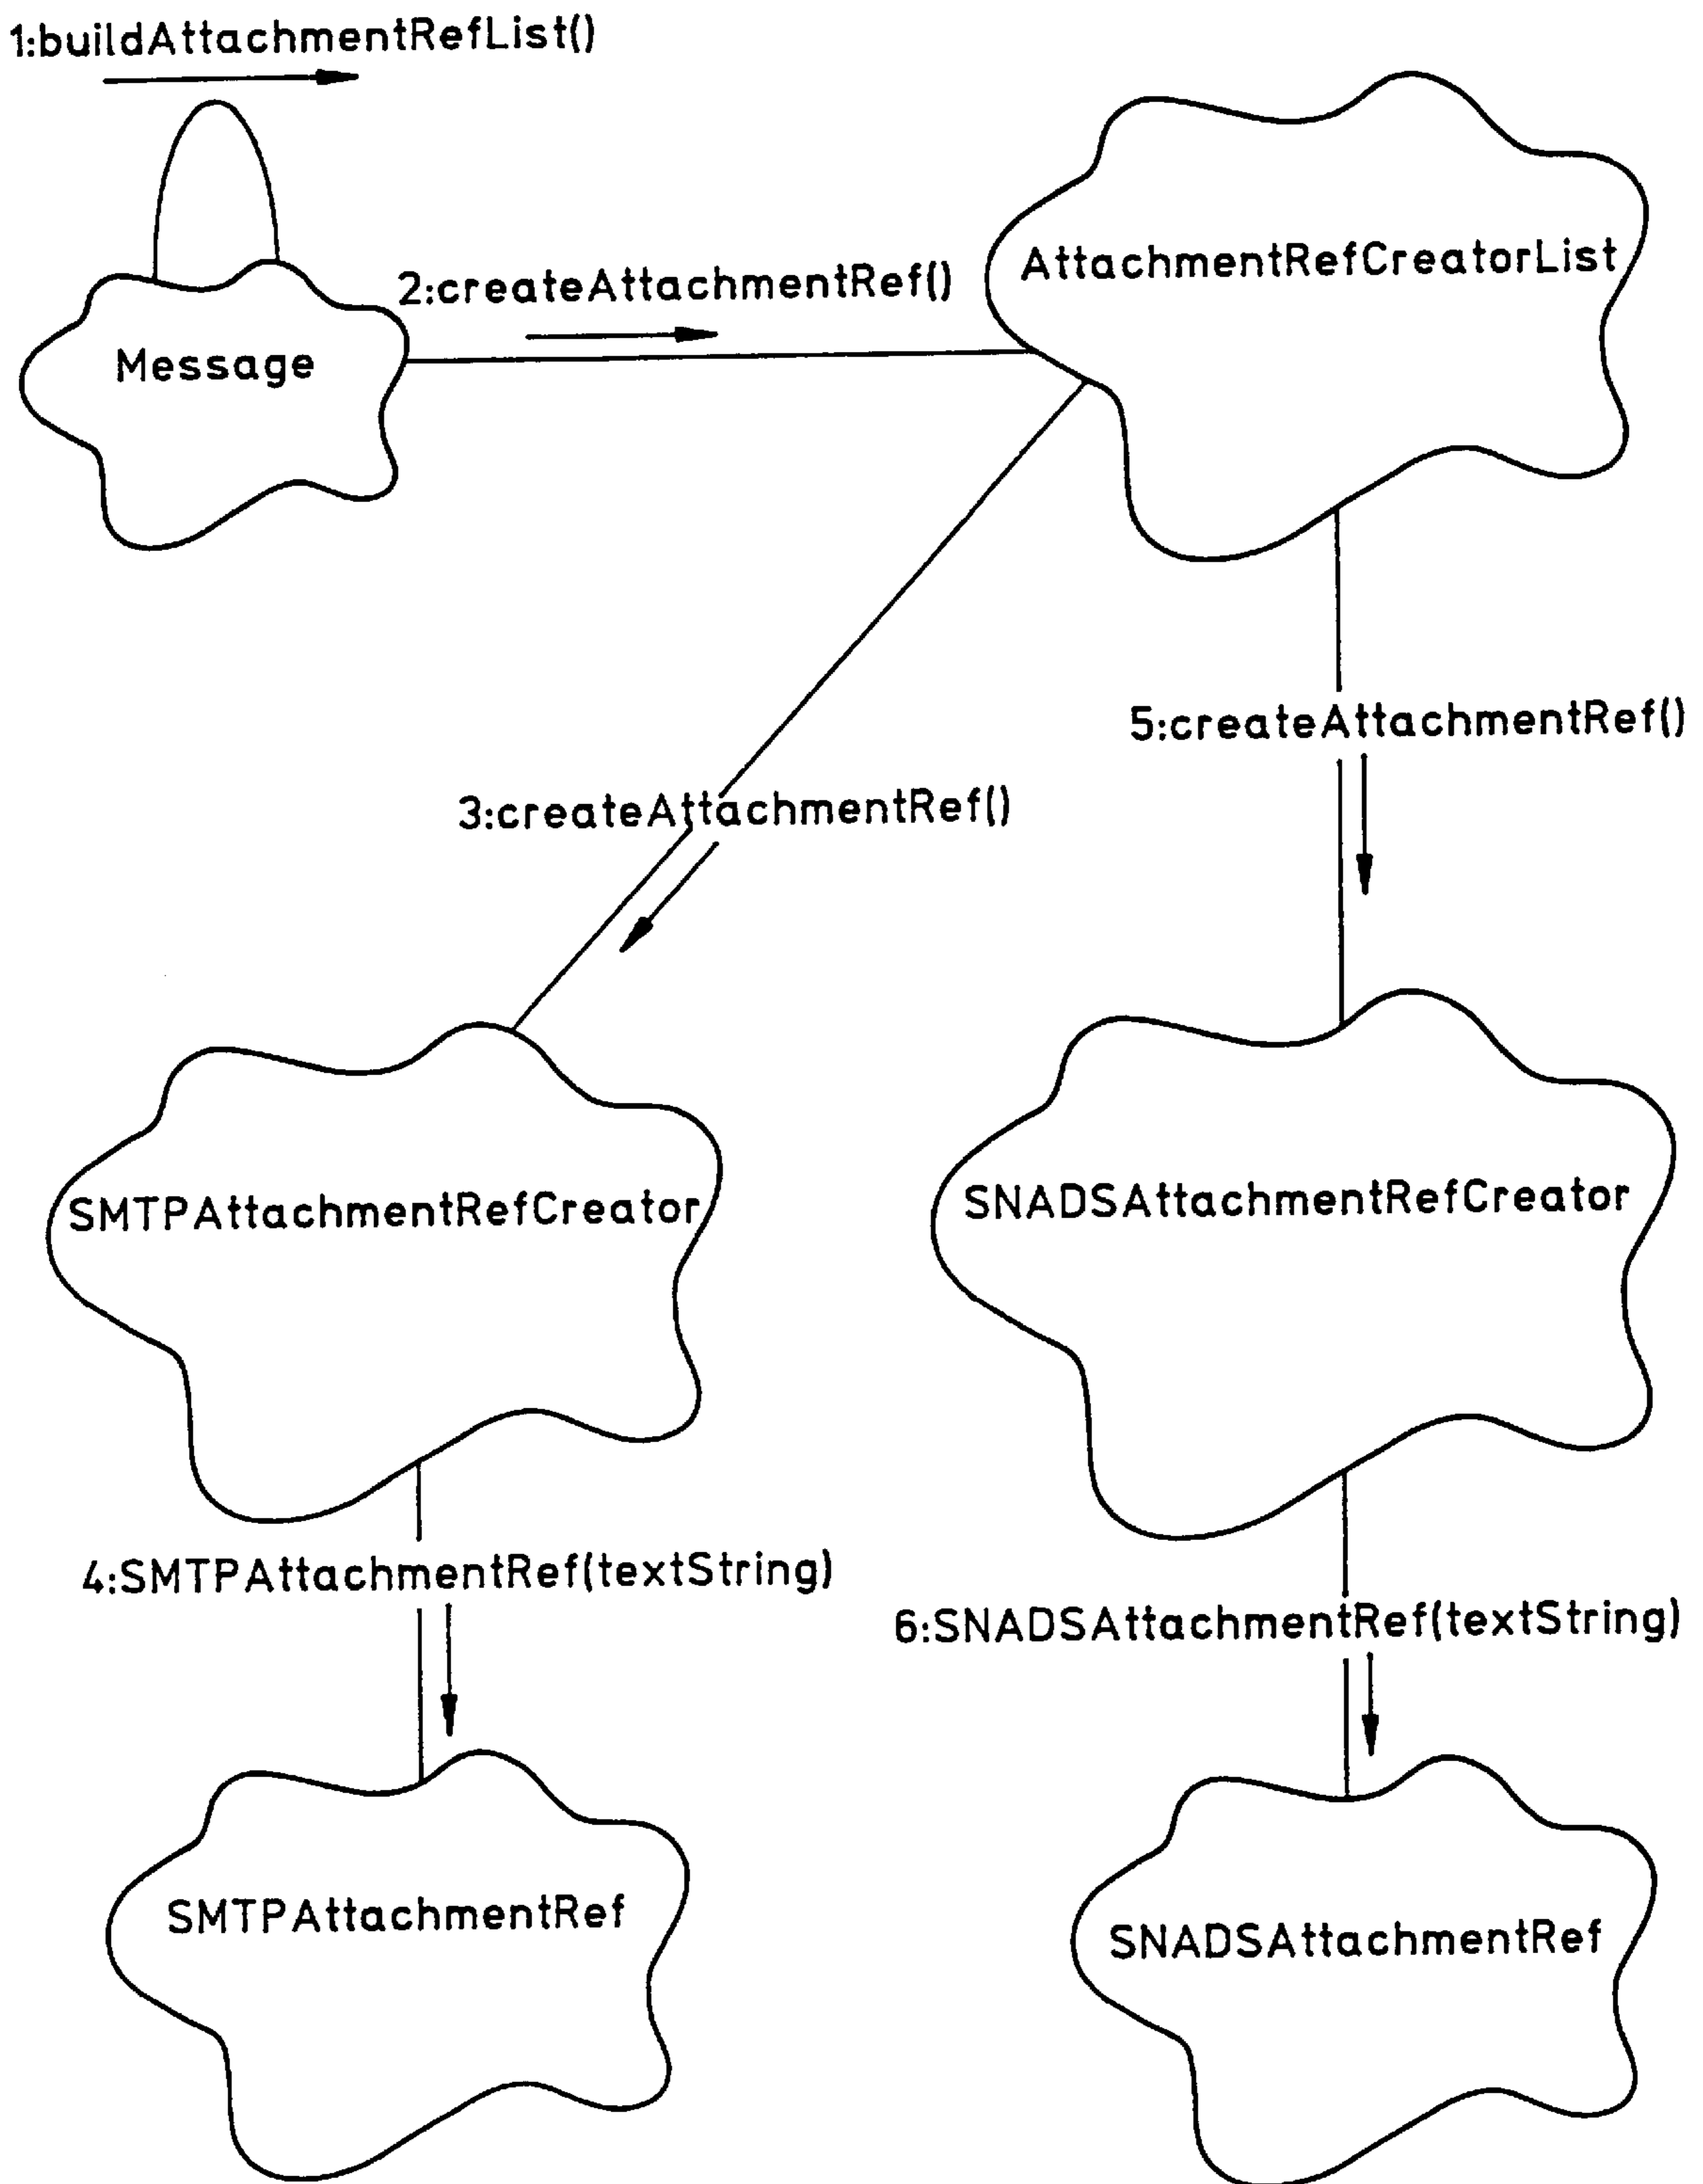 1:buildAttachmentRefList()
AttachmentRefCreatorList
2:createAttachmentRef()
Message
5:createAttachmentRef()
3:createAttachmentRef()
SMTPAttachmentRefCreator
SNADSAttachmentRefCreator
4:SMTPAttachmentRef(textString)
6:SNADSAttachmentRef(textString)
SMTPAttachmentRef
SNADSAttachmentRef